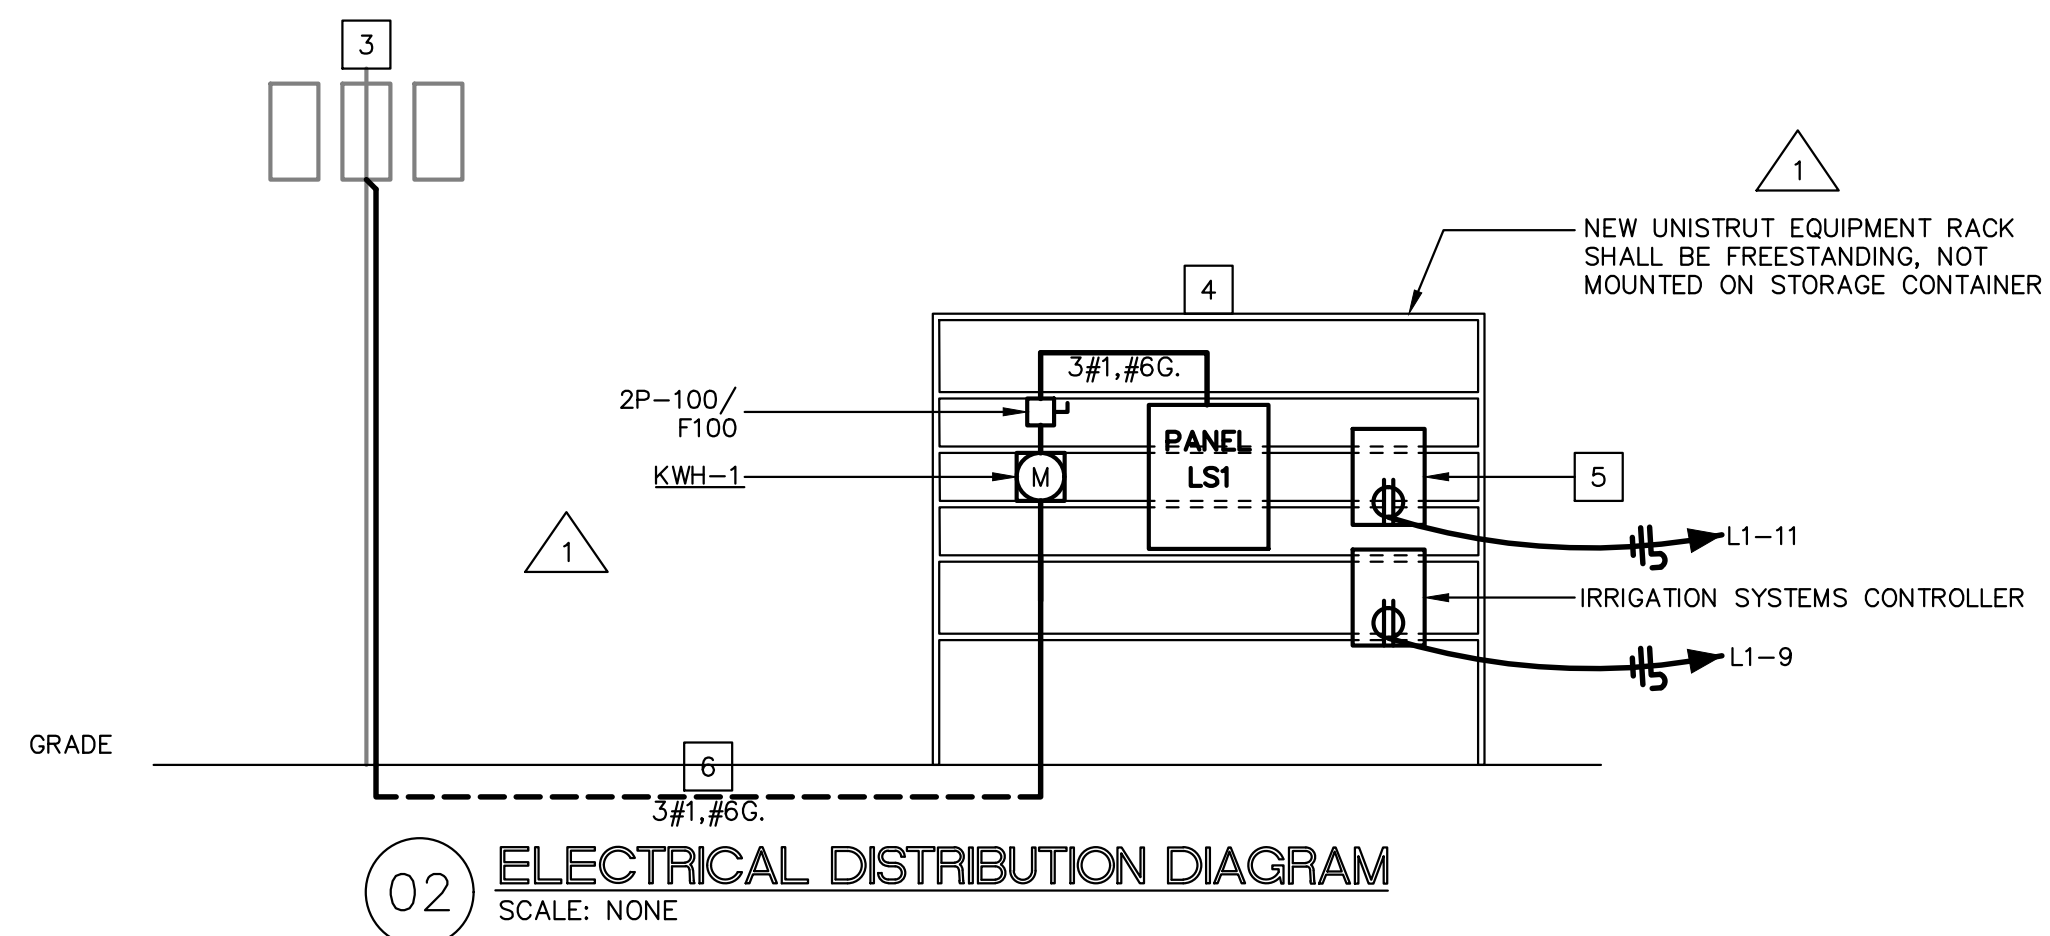 3
1
NEW UNISTRUT EQUIPMENT RACK
SHALL BE FREESTANDING, NOT
MOUNTED ON STORAGE CONTAINER
4
3#1,#6G.
2P-100/
F100
PANEL
LS1
KWH-1
M
5
1
L1-11
IRRIGATION SYSTEMS CONTROLLER
L1-9
GRADE
6
3#1,#6G.
02
ELECTRICAL DISTRIBUTION DIAGRAM
SCALE: NONE